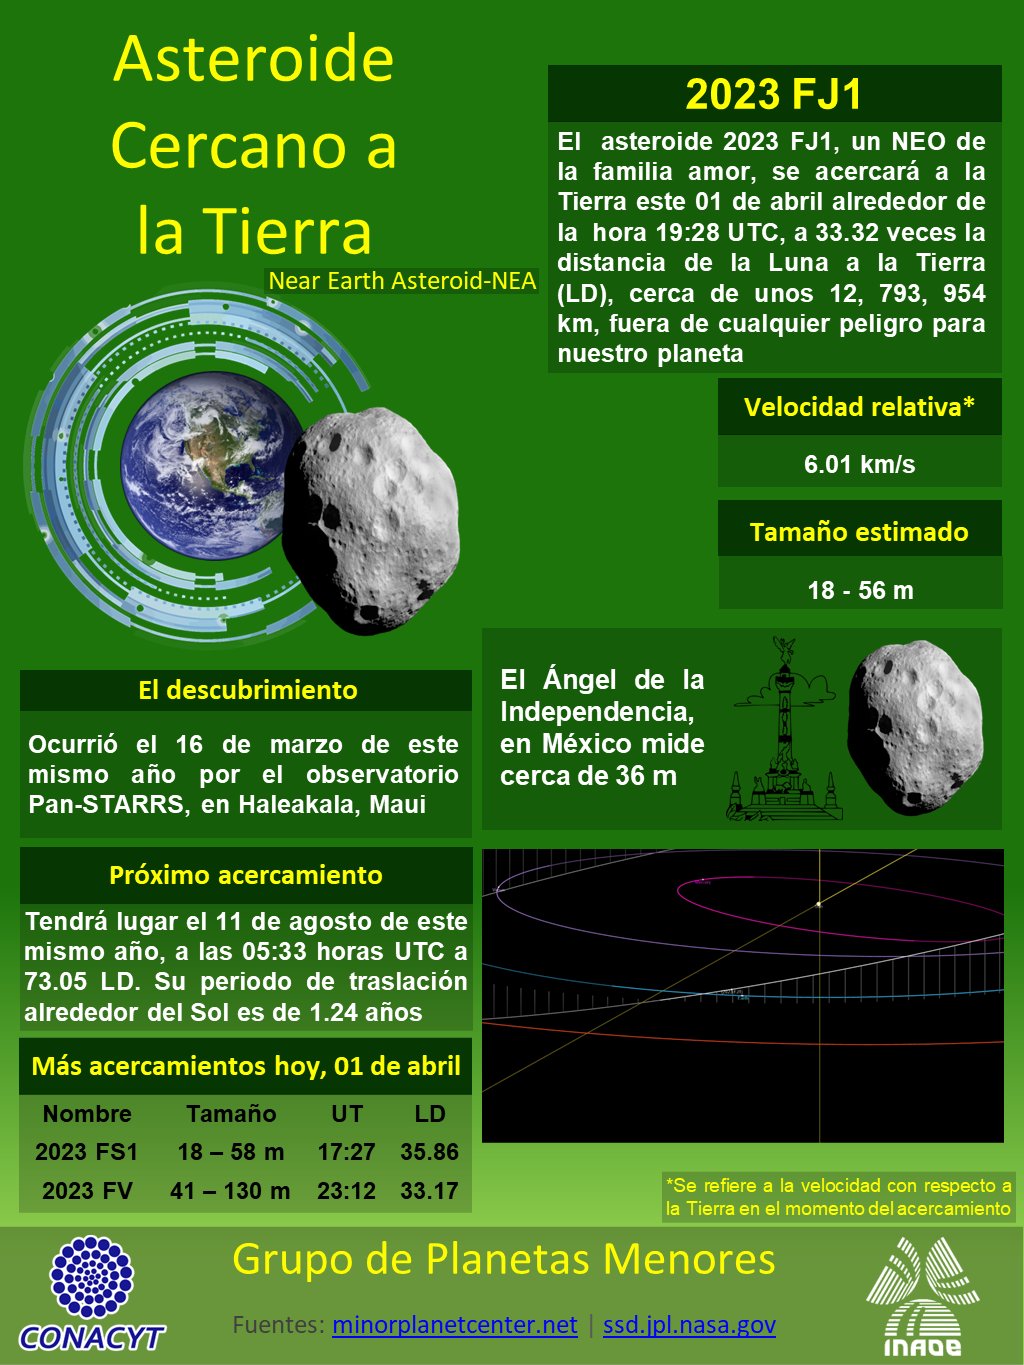 Asteroide
Cercano a
la Tierra
Near Earth Asteroid-NEA
2023 FJ1
El asteroide 2023 FJ1, un NEO de
la familia amor, se acercará a la
Tierra este 01 de abril alrededor de
la hora 19:28 UTC, a 33.32 veces la
distancia de la Luna a la Tierra
(LD), cerca de unos 12, 793, 954
km, fuera de cualquier peligro para
nuestro planeta
Velocidad relativa*
6.01 km/s
Tamaño estimado
18 - 56 m
El Ángel de la
Independencia,
en México mide
cerca de 36 m
El descubrimiento
Ocurrió el 16 de marzo de este
mismo año por el observatorio
Pan-STARRS, en Haleakala, Maui
Próximo acercamiento
Tendrá lugar el 11 de agosto de este
mismo año, a las 05:33 horas UTC a
73.05 LD. Su periodo de traslación
alrededor del Sol es de 1.24 años
Más acercamientos hoy, 01 de abril
Nombre Tamaño UT LD
2023 FS1 18 – 58 m 17:27 35.86
2023 FV 41 – 130 m 23:12 33.17
*Se refiere a la velocidad con respecto a
la Tierra en el momento del acercamiento
Grupo de Planetas Menores
Fuentes: minorplanetcenter.net | ssd.jpl.nasa.gov
CONACYT
INAOE